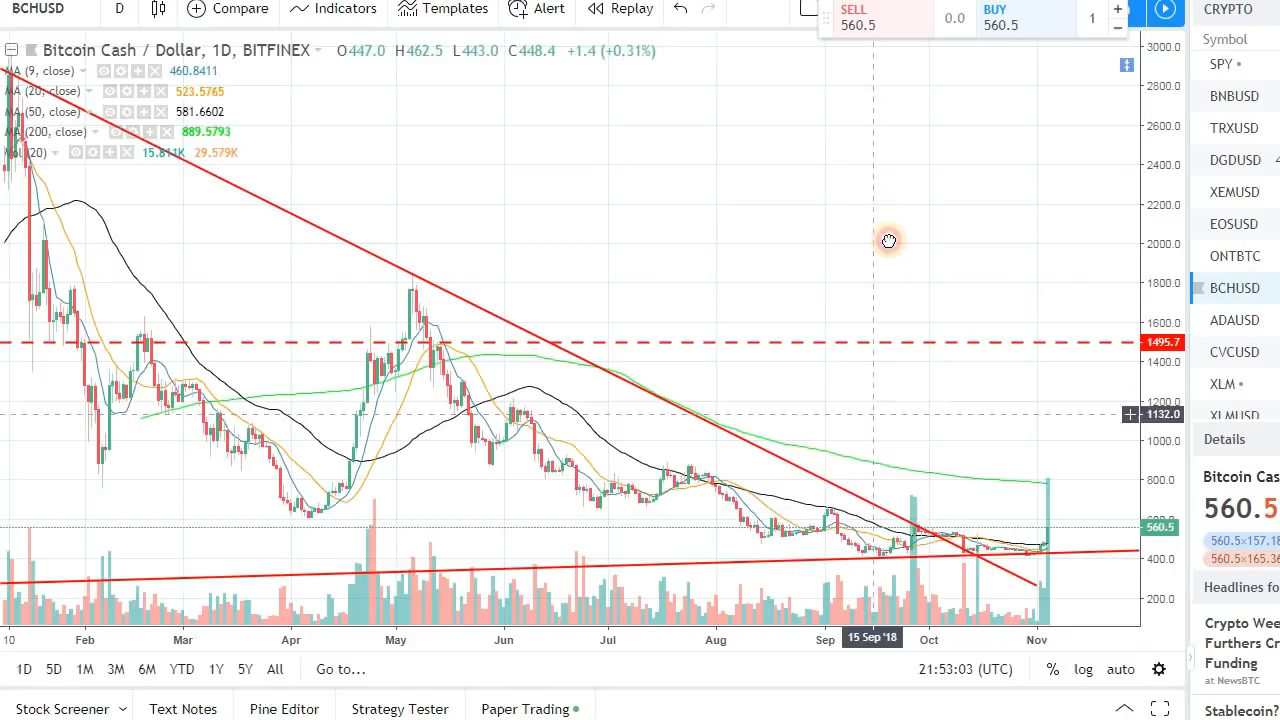 BCHUSD D Compare Indicators Templates Alert Replay
SELL 560.5 0.0 BUY 560.5 1 + −
Bitcoin Cash / Dollar, 1D, BITFINEX O447.0 H462.5 L443.0 C448.4 +1.4 (+0.31%)
MA (9, close) 460.8411
MA (20, close) 523.5765
MA (50, close) 581.6602
MA (200, close) 889.5793
Vol (20) 15.811K 29.579K
3000.0
2800.0
2600.0
2400.0
2200.0
2000.0
1800.0
1600.0
1495.7
1400.0
1132.0
1000.0
800.0
560.5
400.0
200.0
10 Feb Mar Apr May Jun Jul Aug Sep 15 Sep '18 Oct Nov
1D 5D 1M 3M 6M YTD 1Y 5Y All Go to... 21:53:03 (UTC) % log auto
Stock Screener Text Notes Pine Editor Strategy Tester Paper Trading
CRYPTO
Symbol
SPY
BNBUSD
TRXUSD
DGDUSD 4
XEMUSD
EOSUSD
ONTBTC
BCHUSD
ADAUSD
CVCUSD
XLM
XLMUSD
Details
Bitcoin Cas
560.5
560.5×157.18
560.5×165.36
Headlines fo
Crypto Wee
Furthers Cr
Funding
at NewsBTC
Stablecoin?